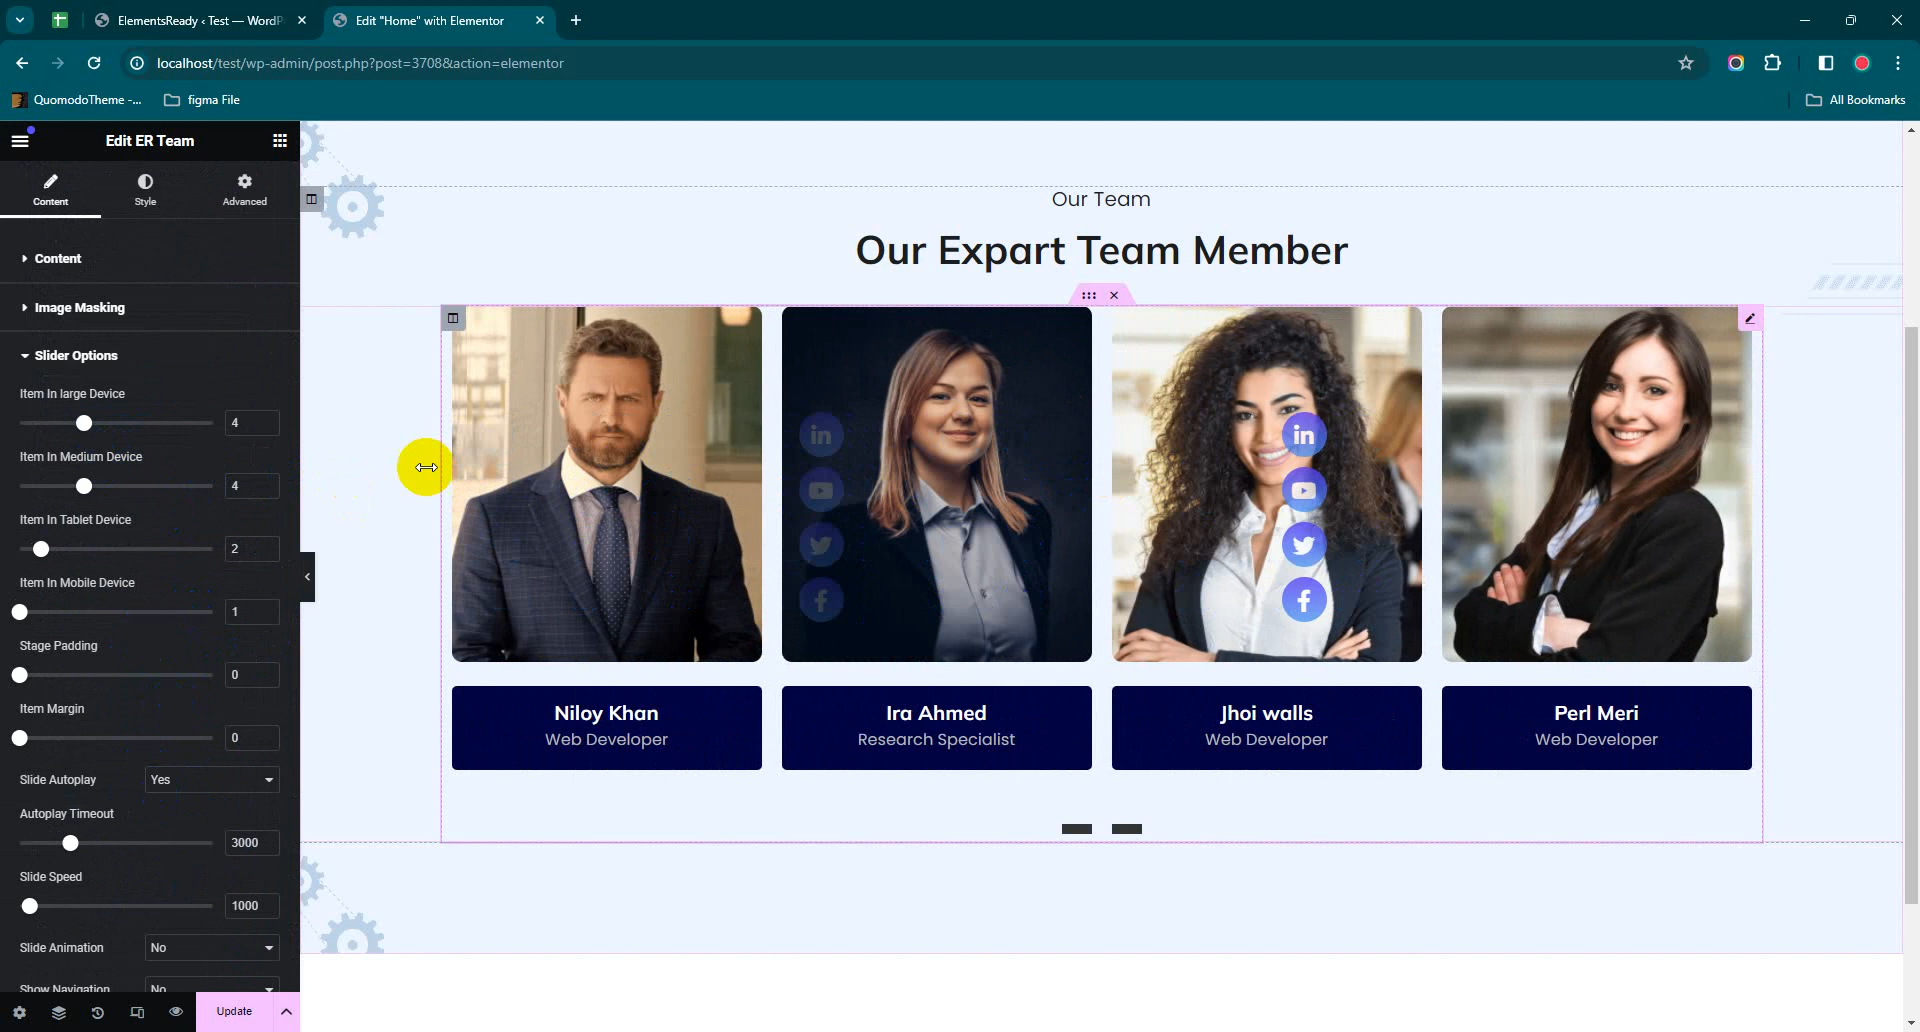 ElementsReady ‹ Test — WordP
Edit "Home" with Elementor
localhost/test/wp-admin/post.php?post=3708&action=elementor
QuomodoTheme -...
figma File
All Bookmarks
Edit ER Team
Content
Style
Advanced
Content
Image Masking
Slider Options
Item In large Device
4
Item In Medium Device
4
Item In Tablet Device
2
Item In Mobile Device
1
Stage Padding
0
Item Margin
0
Slide Autoplay
Yes
Autoplay Timeout
3000
Slide Speed
1000
Slide Animation
No
Show Navigation
No
Update
Our Team
Our Expart Team Member
Niloy Khan
Web Developer
Ira Ahmed
Research Specialist
Jhoi walls
Web Developer
Perl Meri
Web Developer